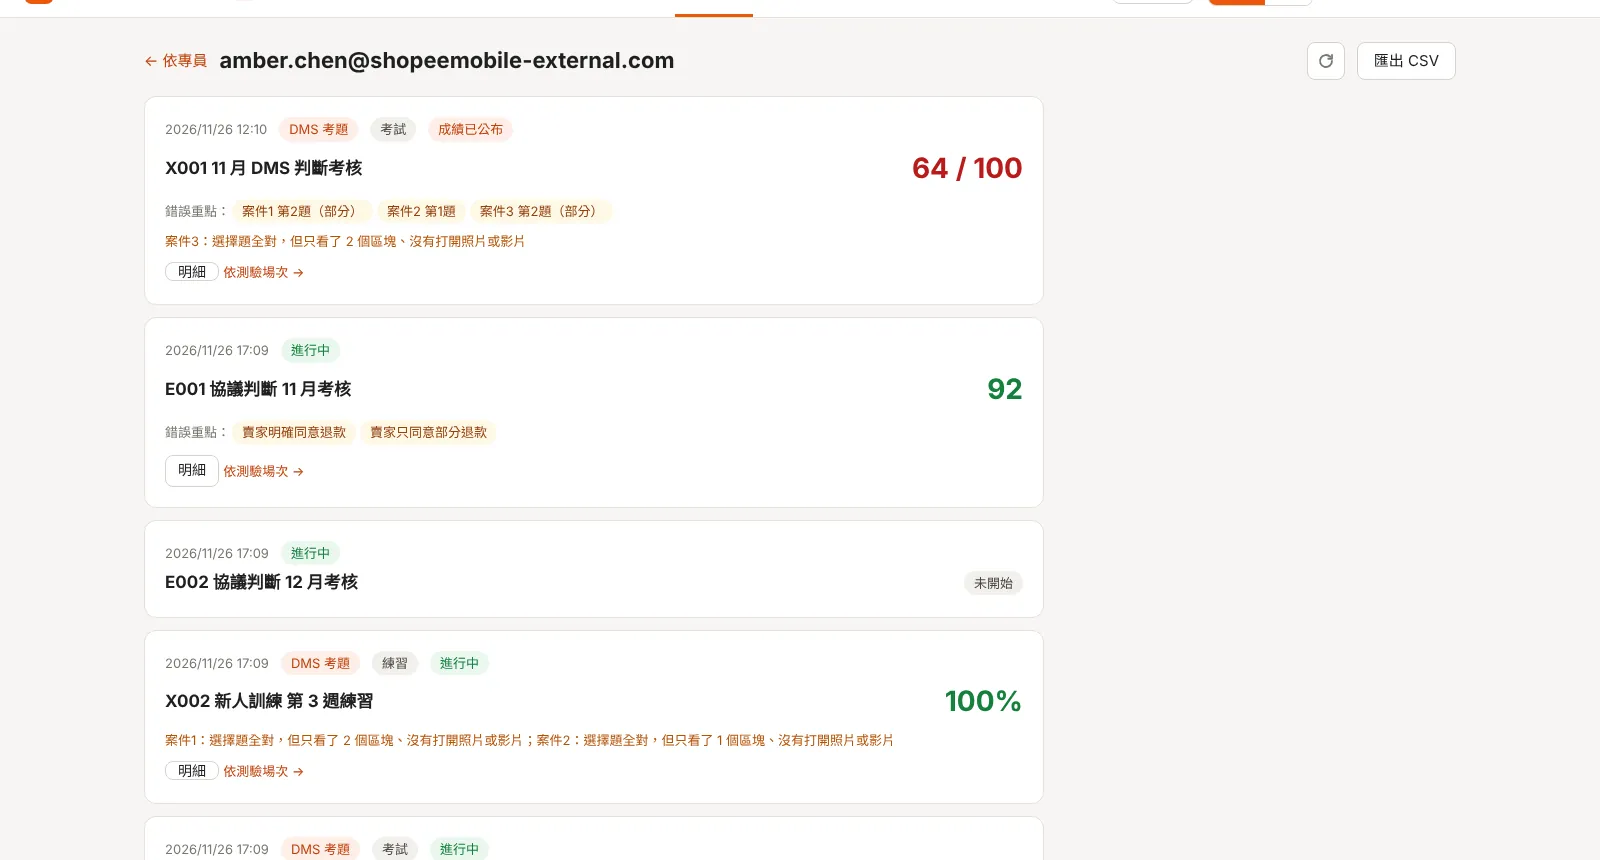 ← 依專員 amber.chen@shopeemobile-external.com 匯出 CSV
2026/11/26 12:10 DMS 考題 考試 成績已公布
X001 11 月 DMS 判斷考核 64 / 100
錯誤重點： 案件1 第2題（部分） 案件2 第1題 案件3 第2題（部分）
案件3：選擇題全對，但只看了 2 個區塊、沒有打開照片或影片
明細 依測驗場次 →
2026/11/26 17:09 進行中
E001 協議判斷 11 月考核 92
錯誤重點： 賣家明確同意退款 賣家只同意部分退款
明細 依測驗場次 →
2026/11/26 17:09 進行中
E002 協議判斷 12 月考核 未開始
2026/11/26 17:09 DMS 考題 練習 進行中
X002 新人訓練 第 3 週練習 100%
案件1：選擇題全對，但只看了 2 個區塊、沒有打開照片或影片；案件2：選擇題全對，但只看了 1 個區塊、沒有打開照片或影片
明細 依測驗場次 →
2026/11/26 17:09 DMS 考題 考試 進行中